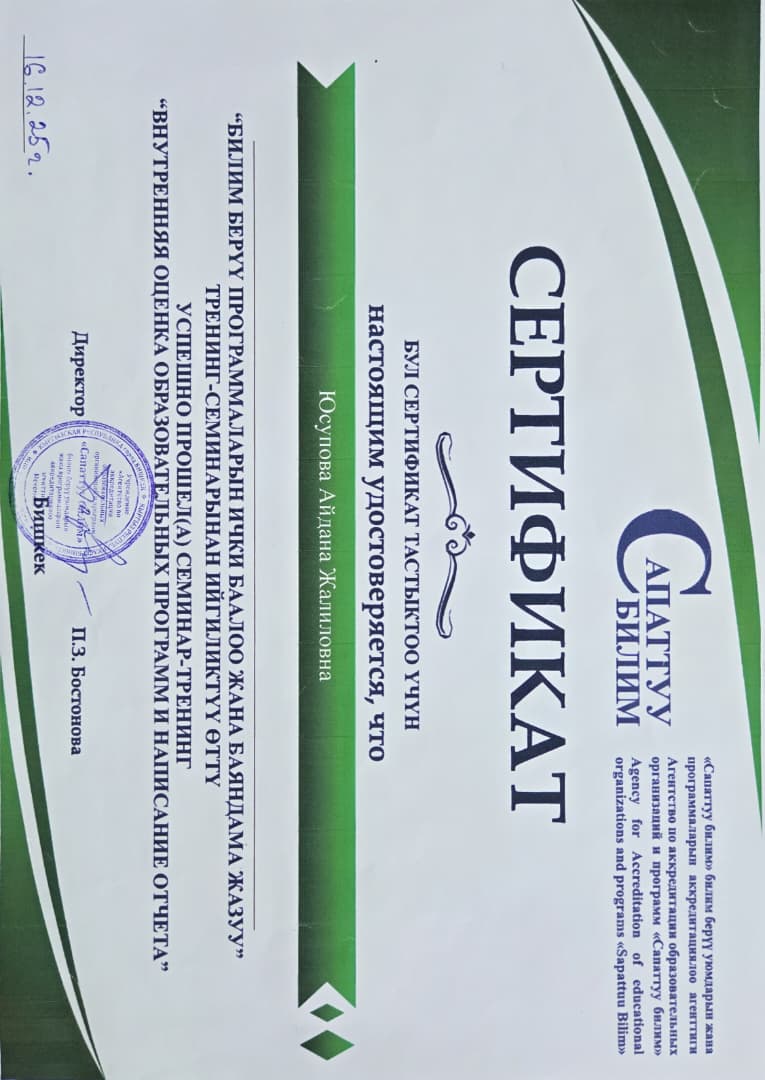 САПАТТУУ
БИЛИМ
«Сапаттуу билим» билим берүү уюмдарын жана
программаларын аккредитациялоо агенттиги
Агентство по аккредитации образовательных
организаций и программ «Сапаттуу билим»
Agency for Accreditation of educational
organizations and programs «Sapattuu Bilim»
СЕРТИФИКАТ
БУЛ СЕРТИФИКАТ ТАСТЫКТОО ҮЧҮН
настоящим удостоверяется, что
Юсупова Айдана Жалиловна
“БИЛИМ БЕРҮҮ ПРОГРАММАЛАРЫН ИЧКИ БААЛОО ЖАНА БАЯНДАМА ЖАЗУУ”
ТРЕНИНГ-СЕМИНАРЫНАН ИЙГИЛИКТҮҮ ӨТТҮ
УСПЕШНО ПРОШЕЛ(А) СЕМИНАР-ТРЕНИНГ
“ВНУТРЕННЯЯ ОЦЕНКА ОБРАЗОВАТЕЛЬНЫХ ПРОГРАММ И НАПИСАНИЕ ОТЧЕТА”
Директор П.З. Бостонова
Бишкек
16.12.25 г.